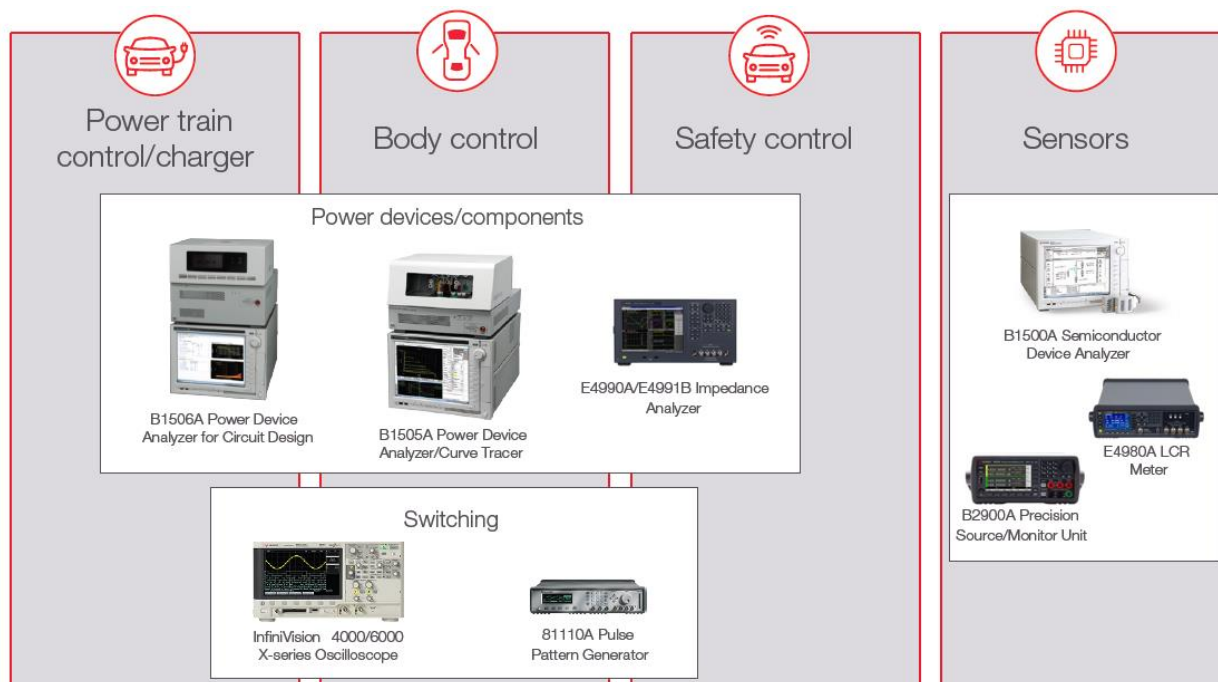 Power train
control/charger
Body control
Safety control
Sensors
Power devices/components
B1506A Power Device
Analyzer for Circuit Design
B1505A Power Device
Analyzer/Curve Tracer
E4990A/E4991B Impedance
Analyzer
Switching
InfiniVision 4000/6000
X-series Oscilloscope
81110A Pulse
Pattern Generator
B1500A Semiconductor
Device Analyzer
E4980A LCR
Meter
B2900A Precision
Source/Monitor Unit